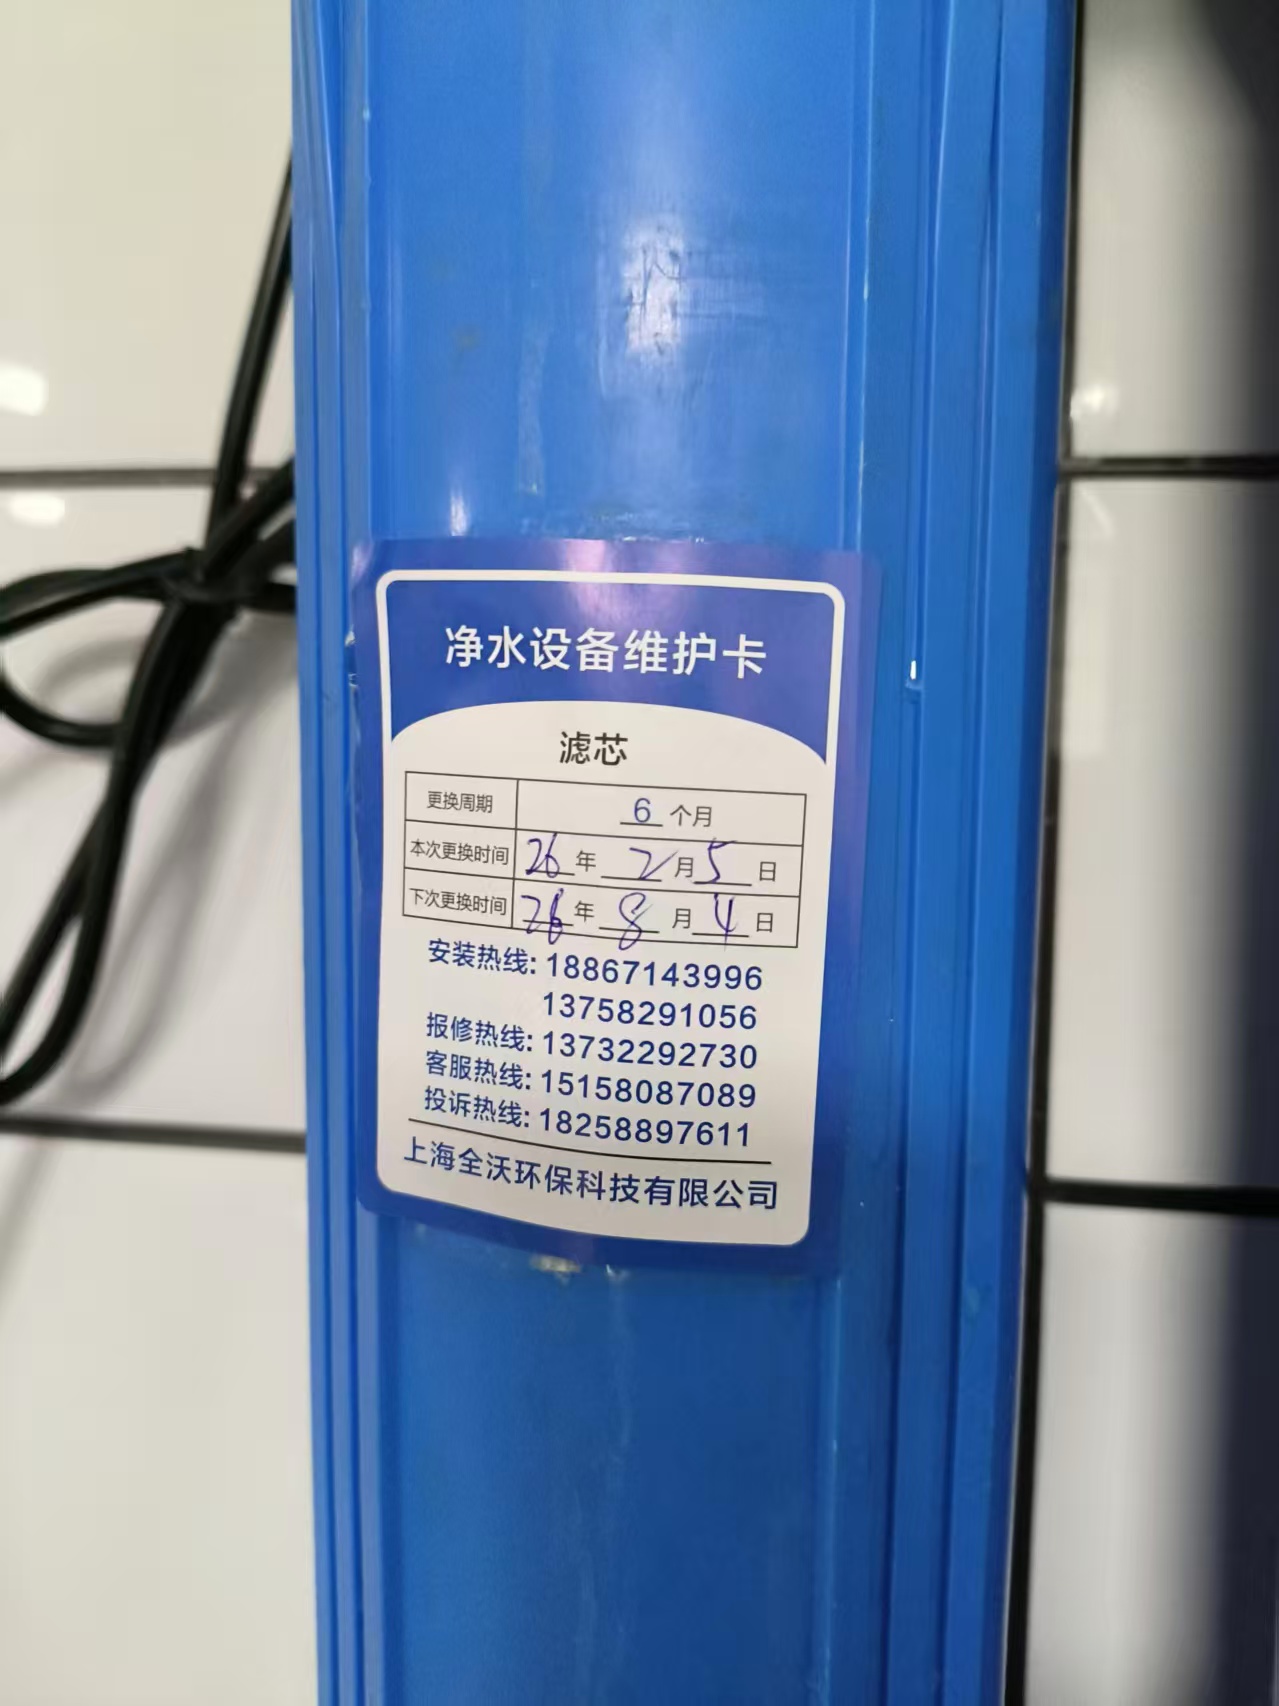 净水设备维护卡
滤芯
更换周期 6 个月
本次更换时间 26 年 2 月 5 日
下次更换时间 26 年 8 月 4 日
安装热线: 18867143996
13758291056
报修热线: 13732292730
客服热线: 15158087089
投诉热线: 18258897611
上海全沃环保科技有限公司